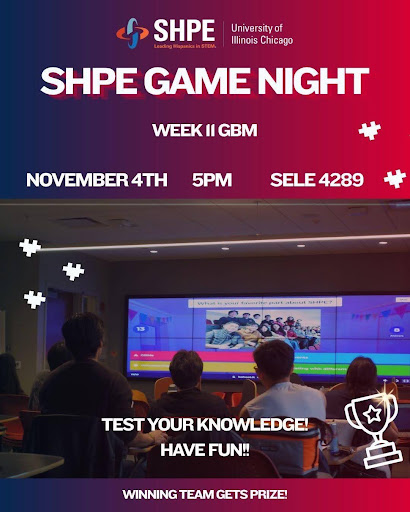 SHPE
Leading Hispanics in STEM.
University of
Illinois Chicago
SHPE GAME NIGHT
WEEK 11 GBM
NOVEMBER 4TH 5PM SELE 4289
What is your favorite part about SHPE?
13
TEST YOUR KNOWLEDGE!
HAVE FUN!!
WINNING TEAM GETS PRIZE!